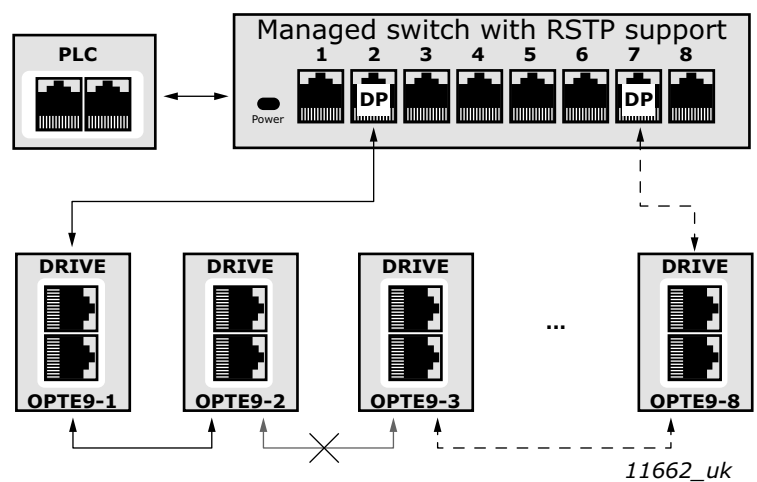 Managed switch with RSTP support
PLC
1 2 3 4 5 6 7 8
DP DP
Power
DRIVE DRIVE DRIVE DRIVE
...
OPTE9-1 OPTE9-2 OPTE9-3 OPTE9-8
11662_uk